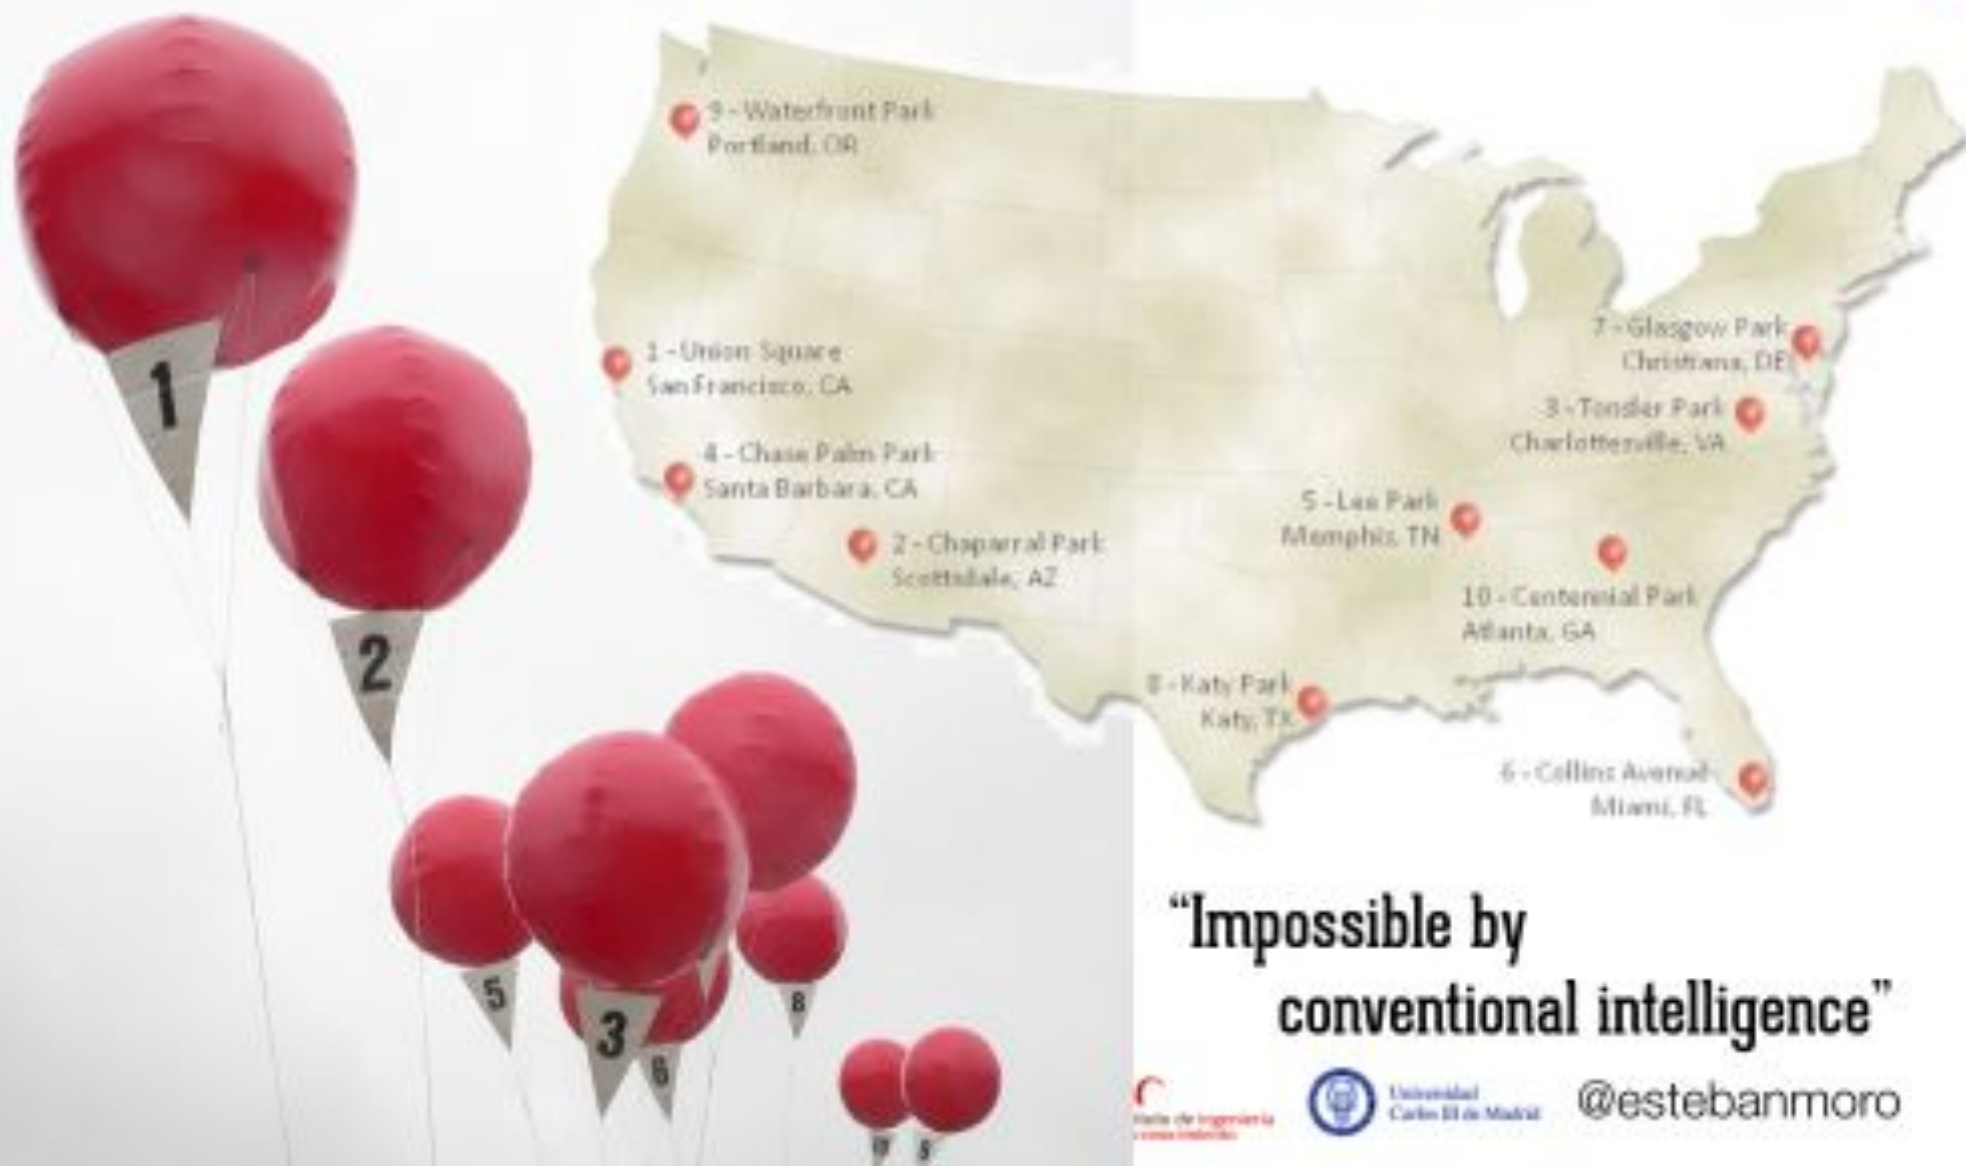 1
2
5
3
6
8
9 - Waterfront Park
Portland, OR
1 - Union Square
San Francisco, CA
4 - Chase Palm Park
Santa Barbara, CA
2 - Chaparral Park
Scottsdale, AZ
7 - Glasgow Park
Christiana, DE
3 - Tonsler Park
Charlottesville, VA
5 - Lee Park
Memphis, TN
10 - Centennial Park
Atlanta, GA
8 - Katy Park
Katy, TX
6 - Collins Avenue
Miami, FL
“Impossible by
conventional intelligence”
de ingeniería
conocimiento
Universidad
Carlos III de Madrid
@estebanmoro